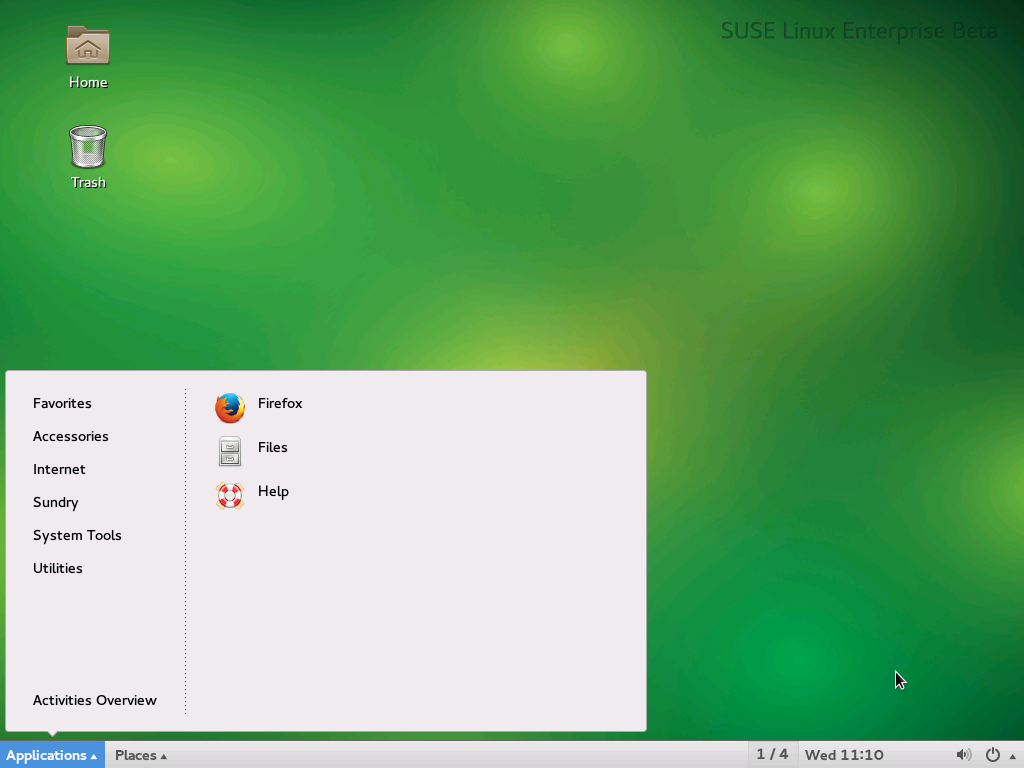 SUSE Linux Enterprise Beta
Home
Trash
Favorites
Accessories
Internet
Sundry
System Tools
Utilities
Activities Overview
Firefox
Files
Help
Applications
Places
1 / 4
Wed 11:10